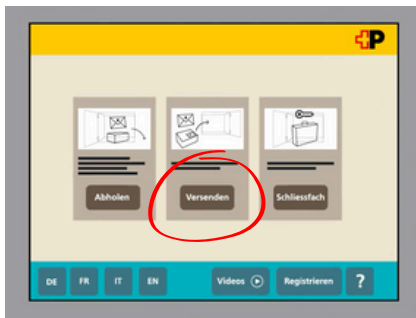 P
Abholen
Versenden
Schliessfach
DE FR IT EN Videos Registrieren ?